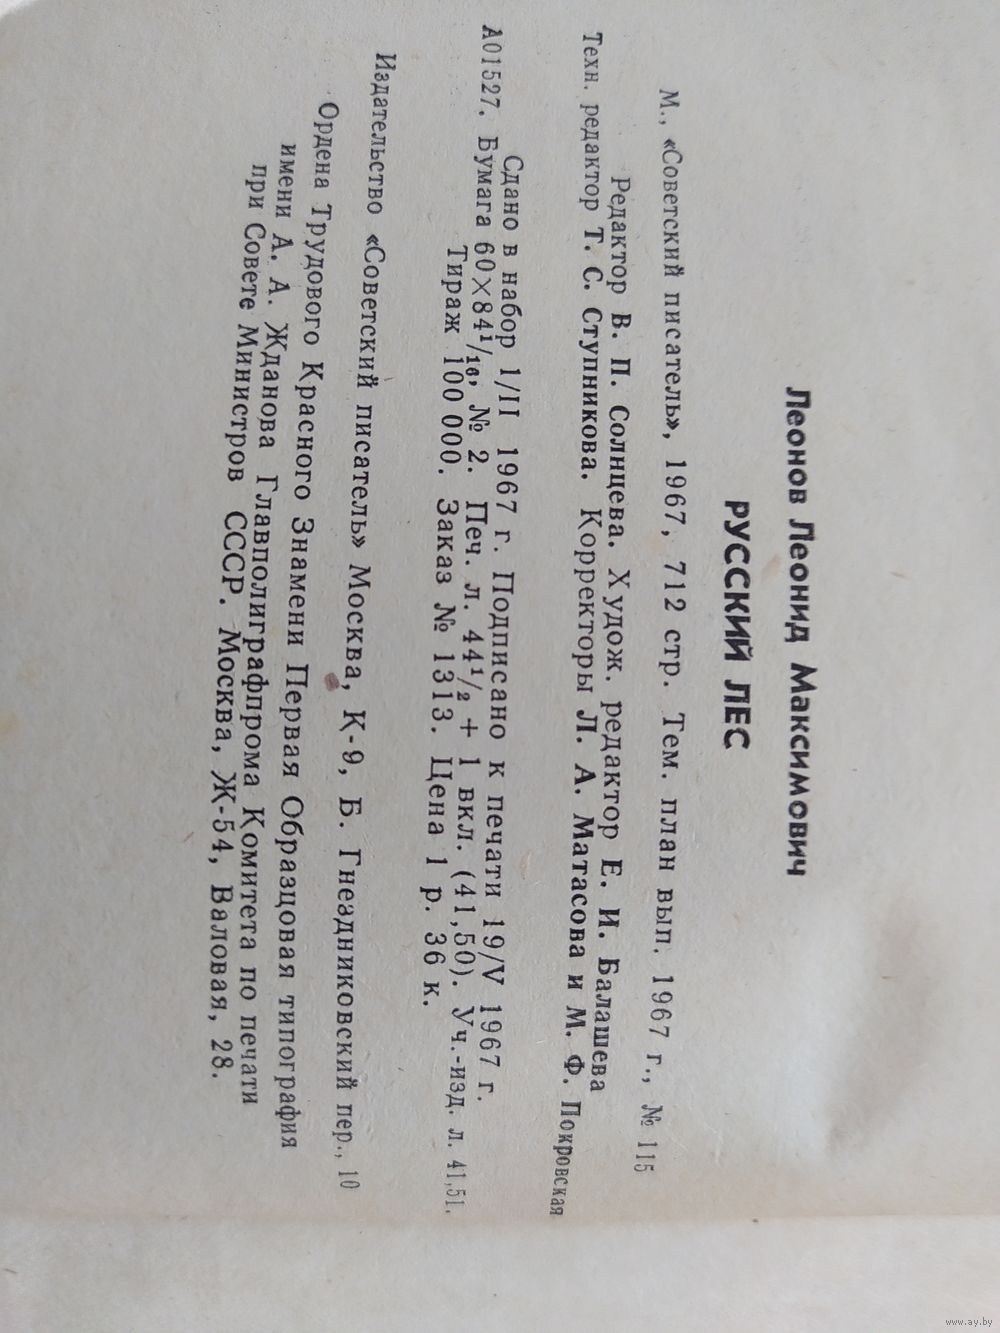 Леонов Леонид Максимович
РУССКИЙ ЛЕС
М., «Советский писатель», 1967, 712 стр. Тем. план вып. 1967 г., № 115
Редактор В. П. Солнцева. Худож. редактор Е. И. Балашева
Техн. редактор Т. С. Ступникова. Корректоры Л. А. Матасова и М. Ф. Покровская
Сдано в набор 1/II 1967 г. Подписано к печати 19/V 1967 г.
А01527. Бумага 60×84¹/₁₆, № 2. Печ. л. 44¹/₂ + 1 вкл. (41,50). Уч.-изд. л. 41,51.
Тираж 100 000. Заказ № 1313. Цена 1 р. 36 к.
Издательство «Советский писатель» Москва, К-9, Б. Гнездниковский пер., 10
Ордена Трудового Красного Знамени Первая Образцовая типография
имени А. А. Жданова Главполиграфпрома Комитета по печати
при Совете Министров СССР. Москва, Ж-54, Валовая, 28.
www.ay.by